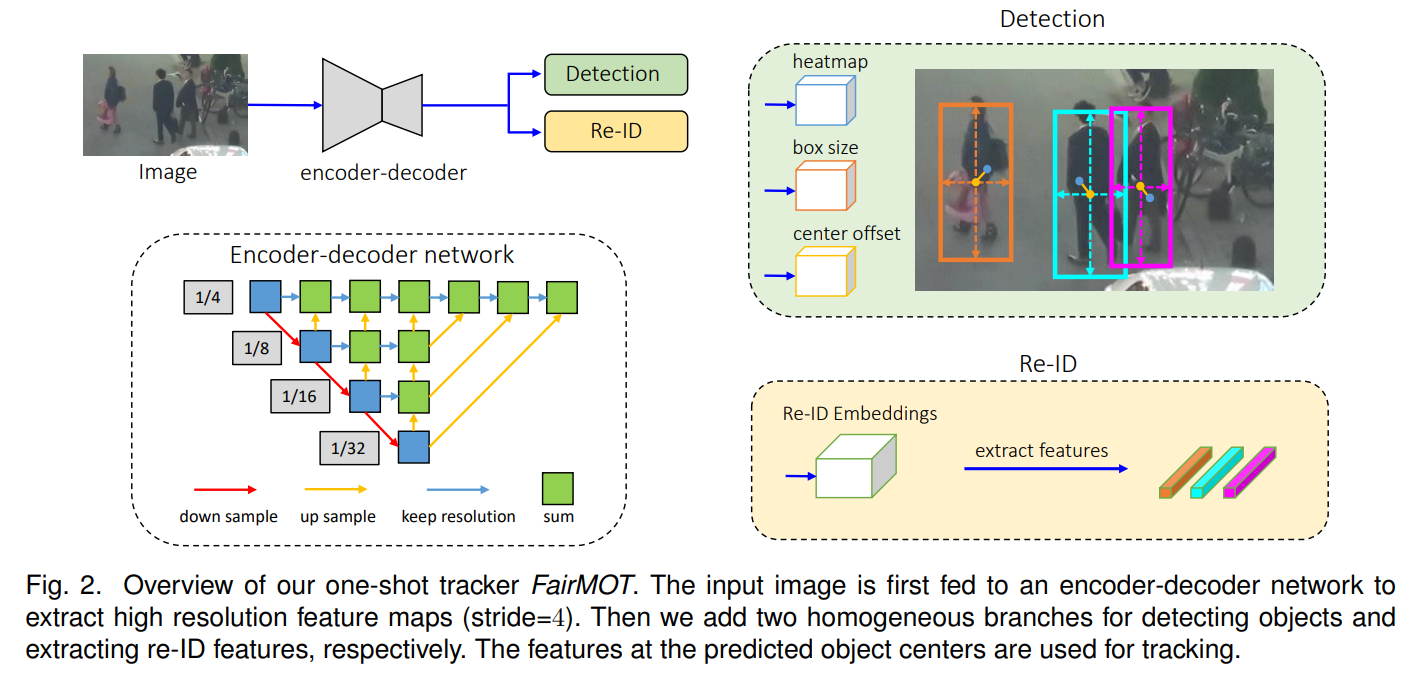 Image
encoder-decoder
Detection
Re-ID
Encoder-decoder network
1/4
1/8
1/16
1/32
down sample
up sample
keep resolution
sum
Detection
heatmap
box size
center offset
Re-ID
Re-ID Embeddings
extract features
Fig. 2. Overview of our one-shot tracker FairMOT. The input image is first fed to an encoder-decoder network to
extract high resolution feature maps (stride=4). Then we add two homogeneous branches for detecting objects and
extracting re-ID features, respectively. The features at the predicted object centers are used for tracking.